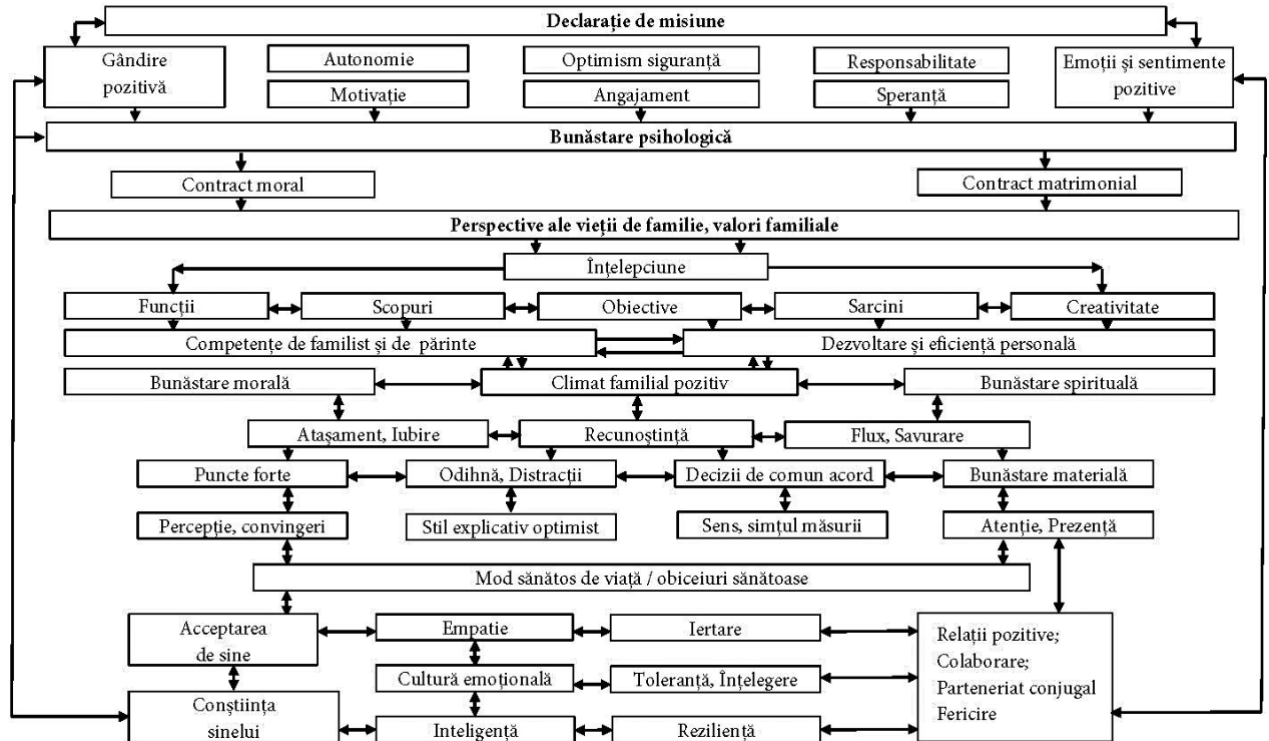 Declarație de misiune
Gândire
pozitivă
Autonomie
Optimism siguranță
Responsabilitate
Emoții și sentimente
pozitive
Motivație
Angajament
Speranță
Bunăstare psihologică
Contract moral
Contract matrimonial
Perspective ale vieții de familie, valori familiale
Înțelepciune
Funcții
Scopuri
Obiective
Sarcini
Creativitate
Competențe de familist și de părinte
Dezvoltare și eficiență personală
Bunăstare morală
Climat familial pozitiv
Bunăstare spirituală
Atașament, Iubire
Recunoștință
Flux, Savurare
Puncte forte
Odihnă, Distracții
Decizii de comun acord
Bunăstare materială
Percepție, convingeri
Stil explicativ optimist
Sens, simțul măsurii
Atenție, Prezență
Mod sănătos de viață / obiceiuri sănătoase
Acceptarea
de sine
Empatie
Iertare
Relații pozitive;
Colaborare;
Parteneriat conjugal
Fericire
Cultură emoțională
Toleranță, Înțelegere
Conștiința
sinelui
Inteligență
Reziliență